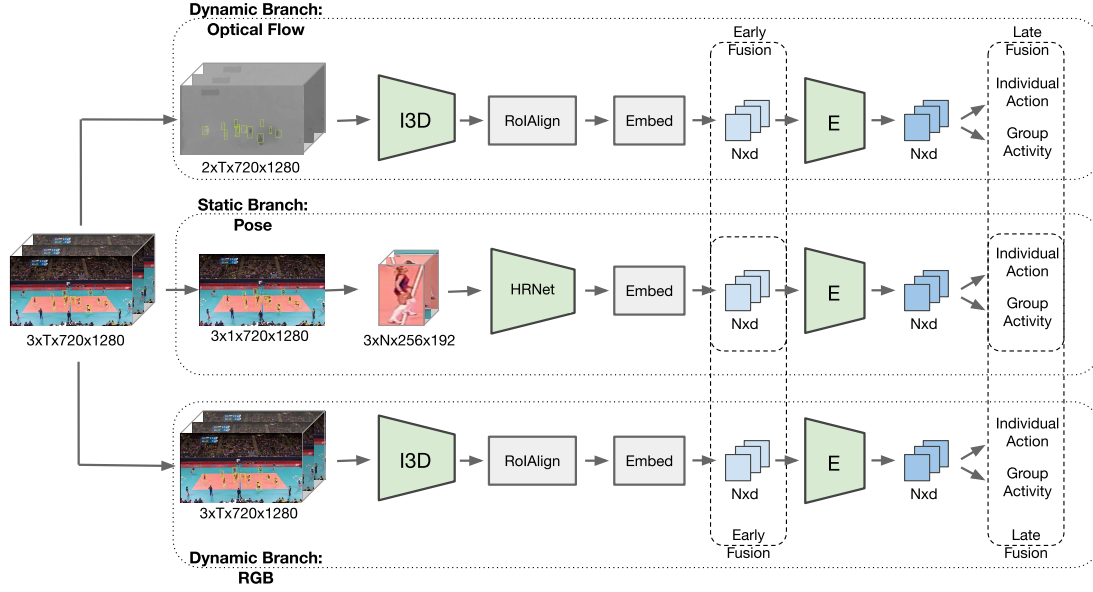 Dynamic Branch:
Optical Flow
Early
Fusion
Late
Fusion
I3D
RoIAlign
Embed
Nxd
E
Nxd
Individual
Action
Group
Activity
2xTx720x1280
Static Branch:
Pose
3xTx720x1280
3x1x720x1280
3xNx256x192
HRNet
Embed
Nxd
E
Nxd
Individual
Action
Group
Activity
I3D
RoIAlign
Embed
Nxd
E
Nxd
Individual
Action
Group
Activity
3xTx720x1280
Early
Fusion
Late
Fusion
Dynamic Branch:
RGB